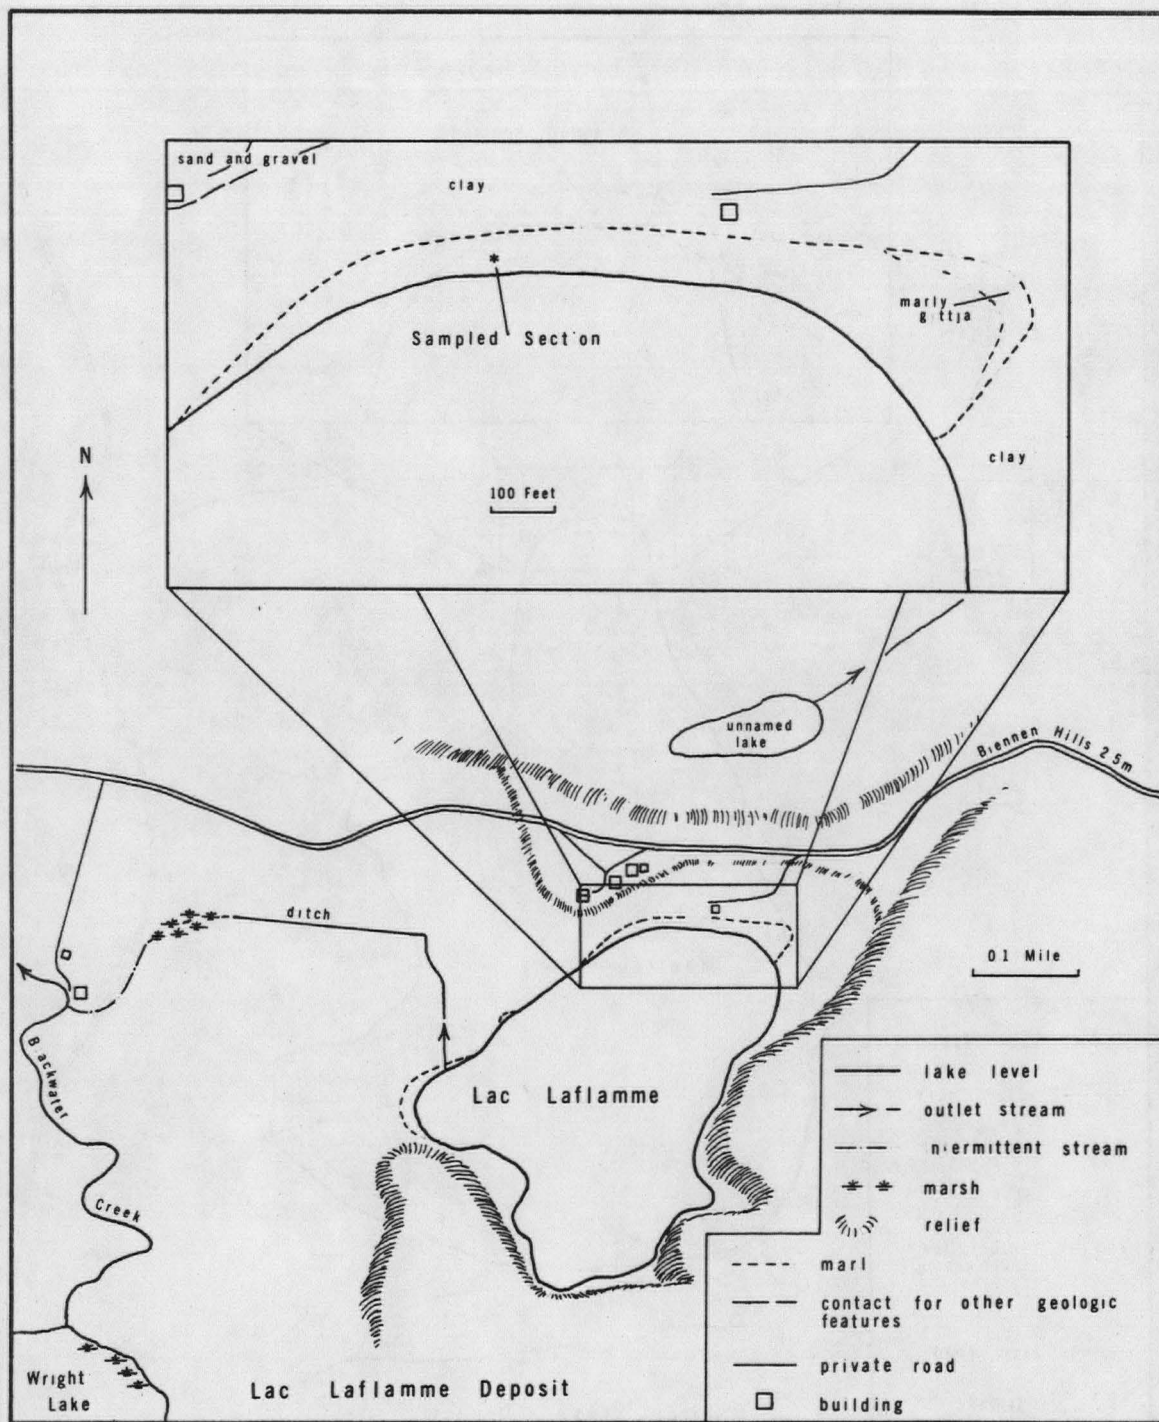 sand and gravel
clay
Sampled Section
marly
gittja
clay
N
100 Feet
unnamed
lake
Brennen Hills 2 5m
ditch
0 1 Mile
Blackwater
Creek
Lac Laflamme
lake level
outlet stream
intermittent stream
marsh
relief
marl
contact for other geologic
features
private road
building
Wright
Lake
Lac Laflamme Deposit